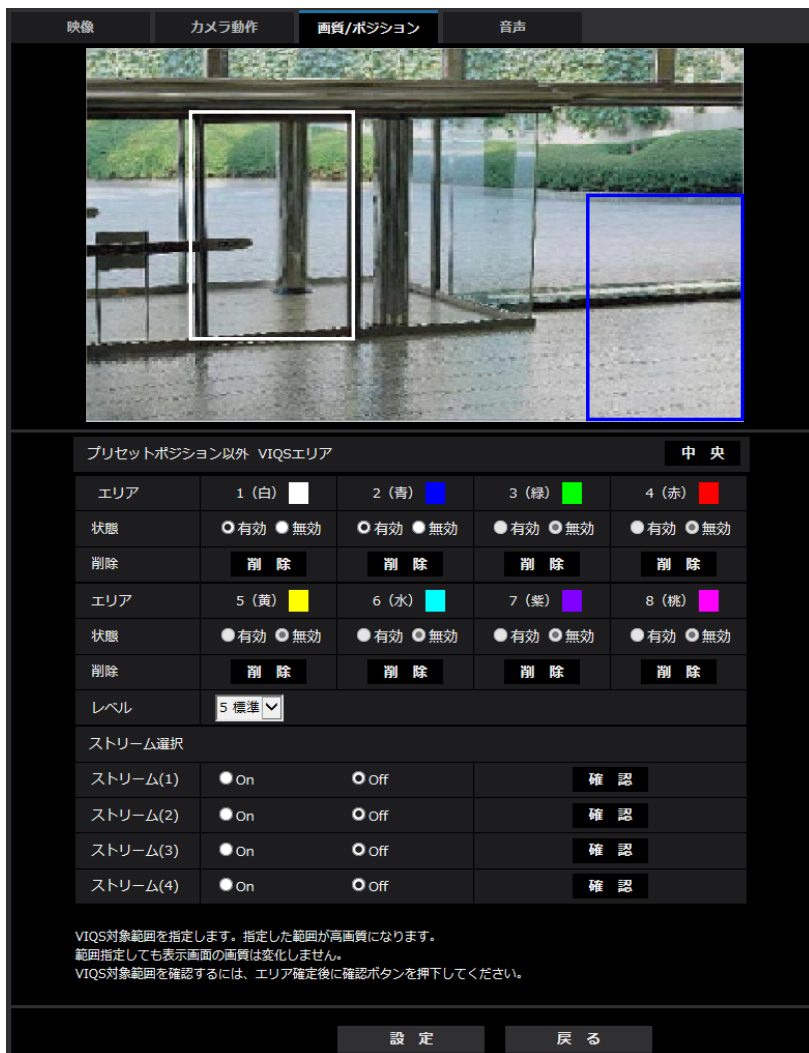 映像 カメラ動作 画質/ポジション 音声
プリセットポジション以外 VIQSエリア 中 央
エリア 1（白） 2（青） 3（緑） 4（赤）
状態 有効 無効 有効 無効 有効 無効 有効 無効
削除 削 除 削 除 削 除 削 除
エリア 5（黄） 6（水） 7（紫） 8（桃）
状態 有効 無効 有効 無効 有効 無効 有効 無効
削除 削 除 削 除 削 除 削 除
レベル 5 標準
ストリーム選択
ストリーム(1) On Off 確 認
ストリーム(2) On Off 確 認
ストリーム(3) On Off 確 認
ストリーム(4) On Off 確 認
VIQS対象範囲を指定します。指定した範囲が高画質になります。
範囲指定しても表示画面の画質は変化しません。
VIQS対象範囲を確認するには、エリア確定後に確認ボタンを押下してください。
設 定 戻 る